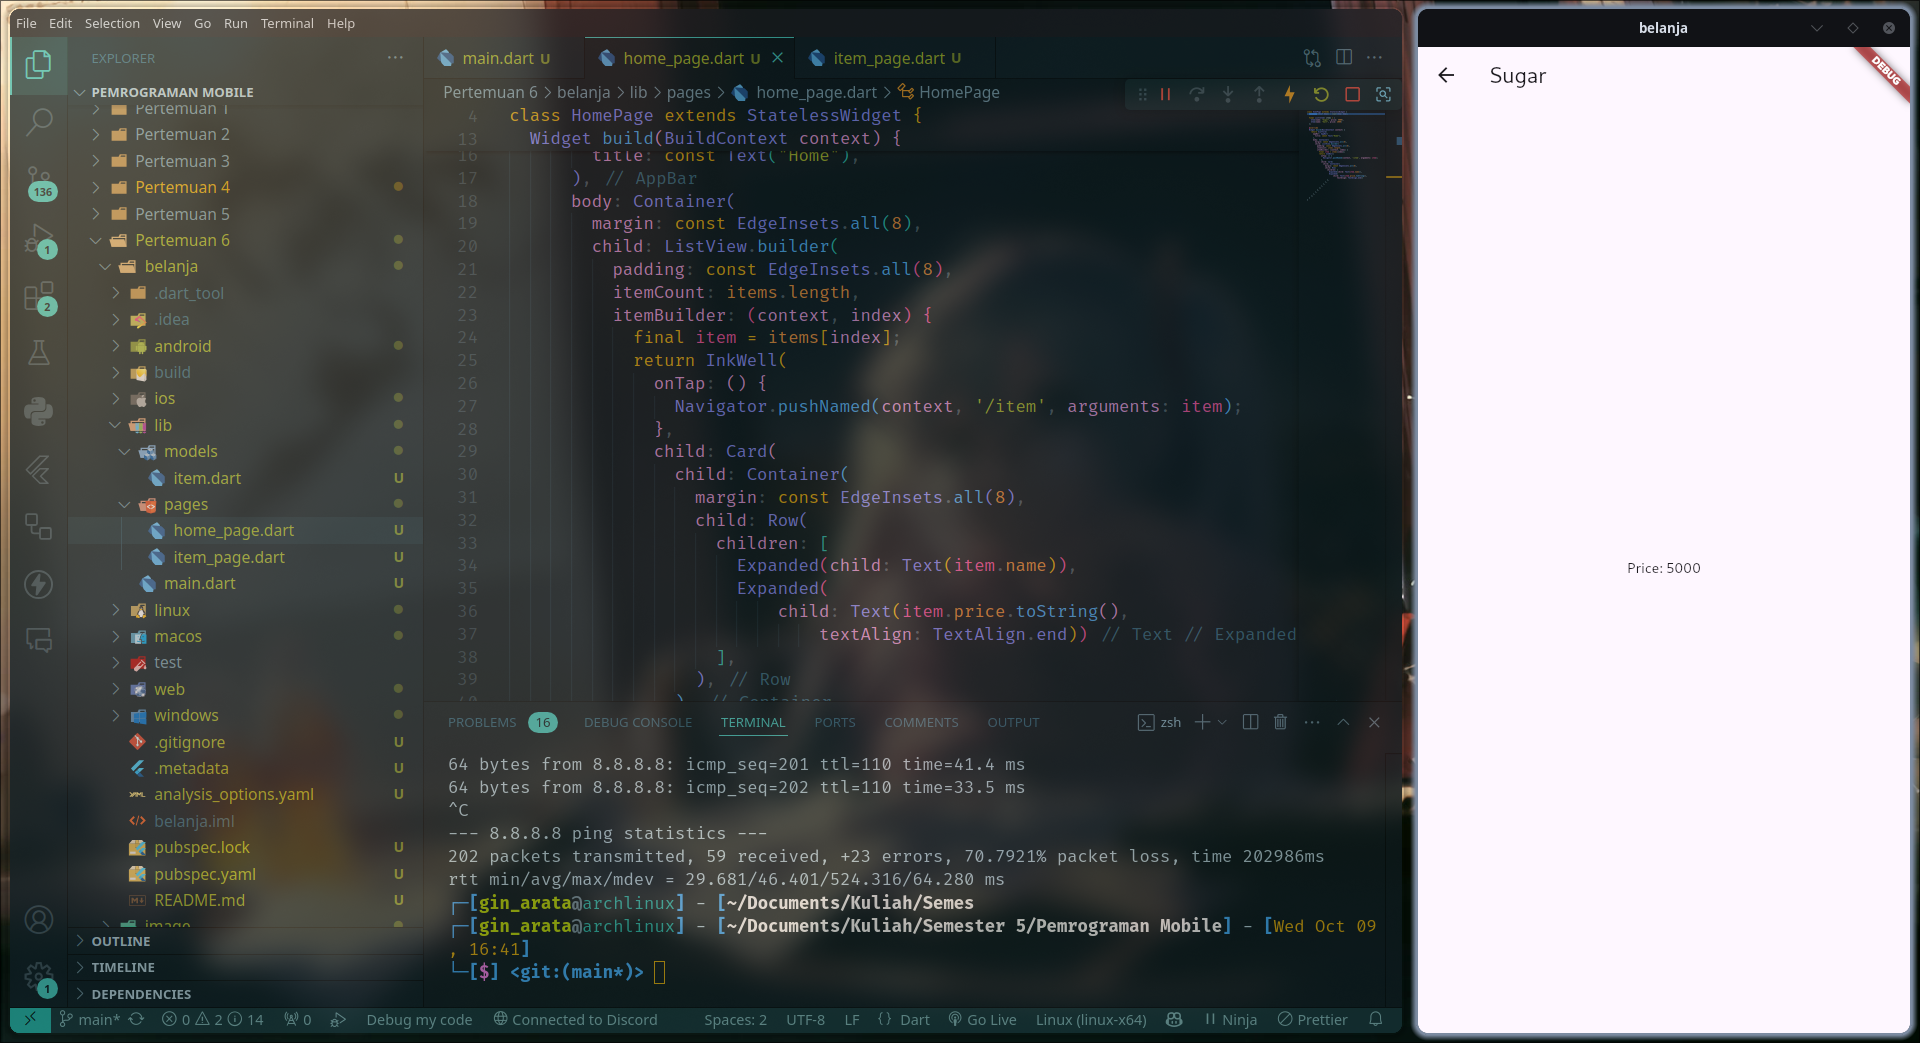 File Edit Selection View Go Run Terminal Help
belanja
EXPLORER
main.dart U
home_page.dart U
item_page.dart U
PEMROGRAMAN MOBILE
Pertemuan 1
Pertemuan 2
Pertemuan 3
136
Pertemuan 4
Pertemuan 5
1
Pertemuan 6
belanja
.dart_tool
2
.idea
android
build
ios
lib
models
item.dart U
pages
home_page.dart U
item_page.dart U
main.dart U
linux
macos
test
web
windows
.gitignore U
.metadata U
analysis_options.yaml U
belanja.iml
pubspec.lock U
pubspec.yaml U
README.md U
image
OUTLINE
TIMELINE
1
DEPENDENCIES
Pertemuan 6 > belanja > lib > pages > home_page.dart > HomePage
4 class HomePage extends StatelessWidget {
13 Widget build(BuildContext context) {
16 title: const Text("Home"),
17 ), // AppBar
18 body: Container(
19 margin: const EdgeInsets.all(8),
20 child: ListView.builder(
21 padding: const EdgeInsets.all(8),
22 itemCount: items.length,
23 itemBuilder: (context, index) {
24 final item = items[index];
25 return InkWell(
26 onTap: () {
27 Navigator.pushNamed(context, '/item', arguments: item);
28 },
29 child: Card(
30 child: Container(
31 margin: const EdgeInsets.all(8),
32 child: Row(
33 children: [
34 Expanded(child: Text(item.name)),
35 Expanded(
36 child: Text(item.price.toString(),
37 textAlign: TextAlign.end)) // Text // Expanded
38 ],
39 ), // Row
40 ), // Container
PROBLEMS 16 DEBUG CONSOLE TERMINAL PORTS COMMENTS OUTPUT zsh
64 bytes from 8.8.8.8: icmp_seq=201 ttl=110 time=41.4 ms
64 bytes from 8.8.8.8: icmp_seq=202 ttl=110 time=33.5 ms
^C
--- 8.8.8.8 ping statistics ---
202 packets transmitted, 59 received, +23 errors, 70.7921% packet loss, time 202986ms
rtt min/avg/max/mdev = 29.681/46.401/524.316/64.280 ms
┌─[gin_arata@archlinux] - [~/Documents/Kuliah/Semes
┌─[gin_arata@archlinux] - [~/Documents/Kuliah/Semester 5/Pemrograman Mobile] - [Wed Oct 09
, 16:41]
└─[$] <git:(main*)>
main* 0 2 14 0 Debug my code Connected to Discord Spaces: 2 UTF-8 LF {} Dart Go Live Linux (linux-x64) Ninja Prettier
Sugar
DEBUG
Price: 5000